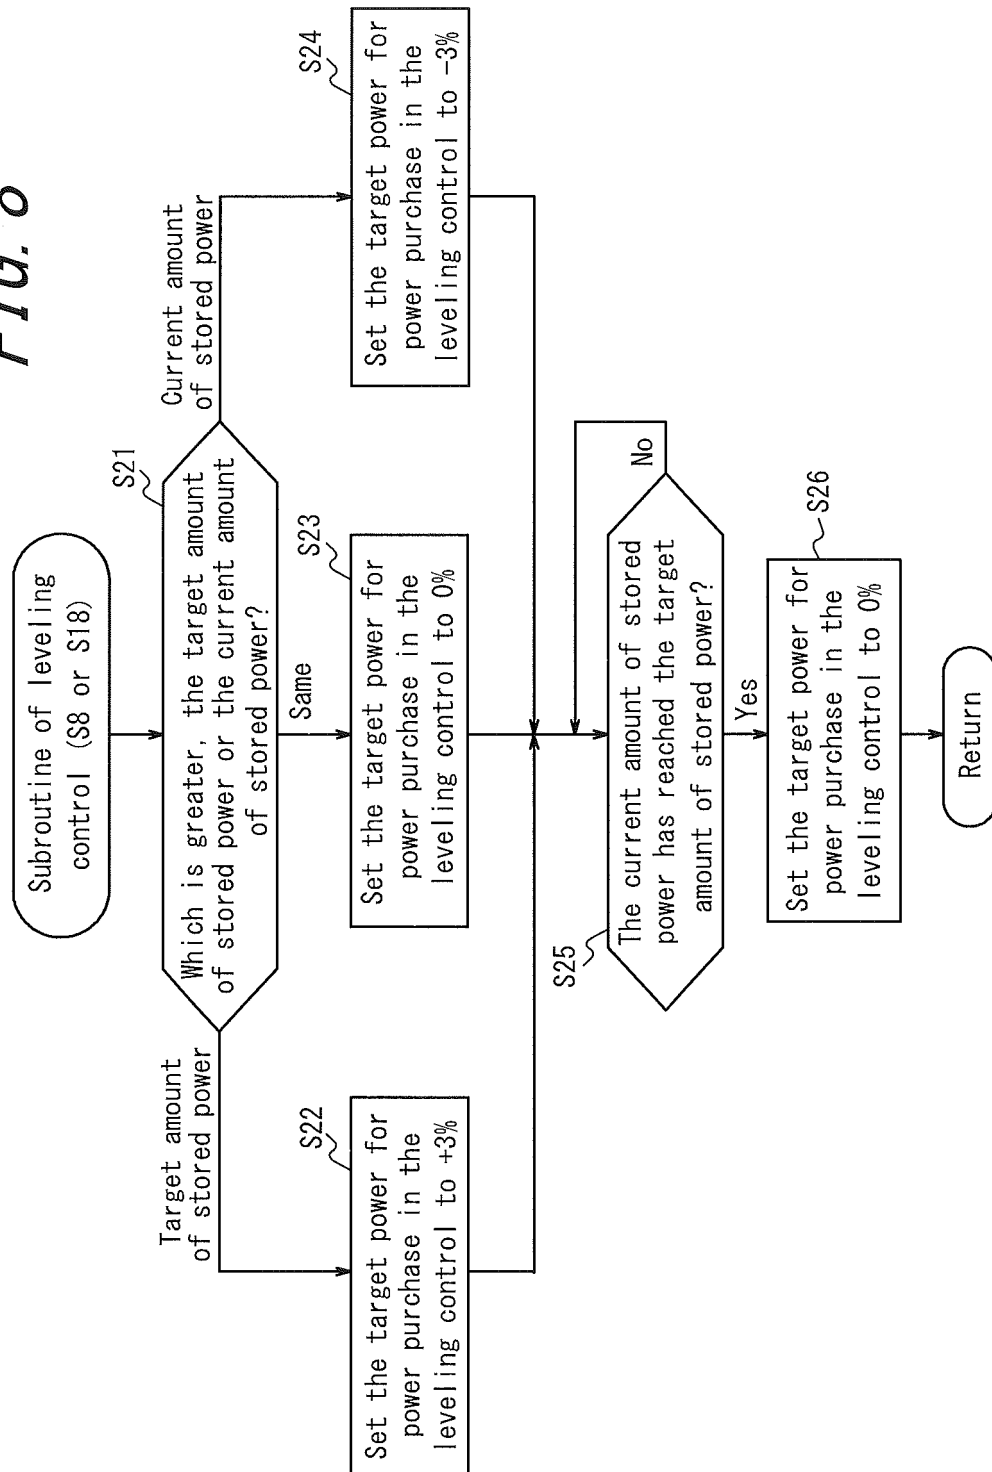 FIG. 8
Subroutine of leveling
control (S8 or S18)
S21
Which is greater, the target amount
of stored power or the current amount
of stored power?
Target amount
of stored power
Same
Current amount
of stored power
S22
Set the target power for
power purchase in the
leveling control to +3%
S23
Set the target power for
power purchase in the
leveling control to 0%
S24
Set the target power for
power purchase in the
leveling control to -3%
S25
The current amount of stored
power has reached the target
amount of stored power?
No
Yes
S26
Set the target power for
power purchase in the
leveling control to 0%
Return